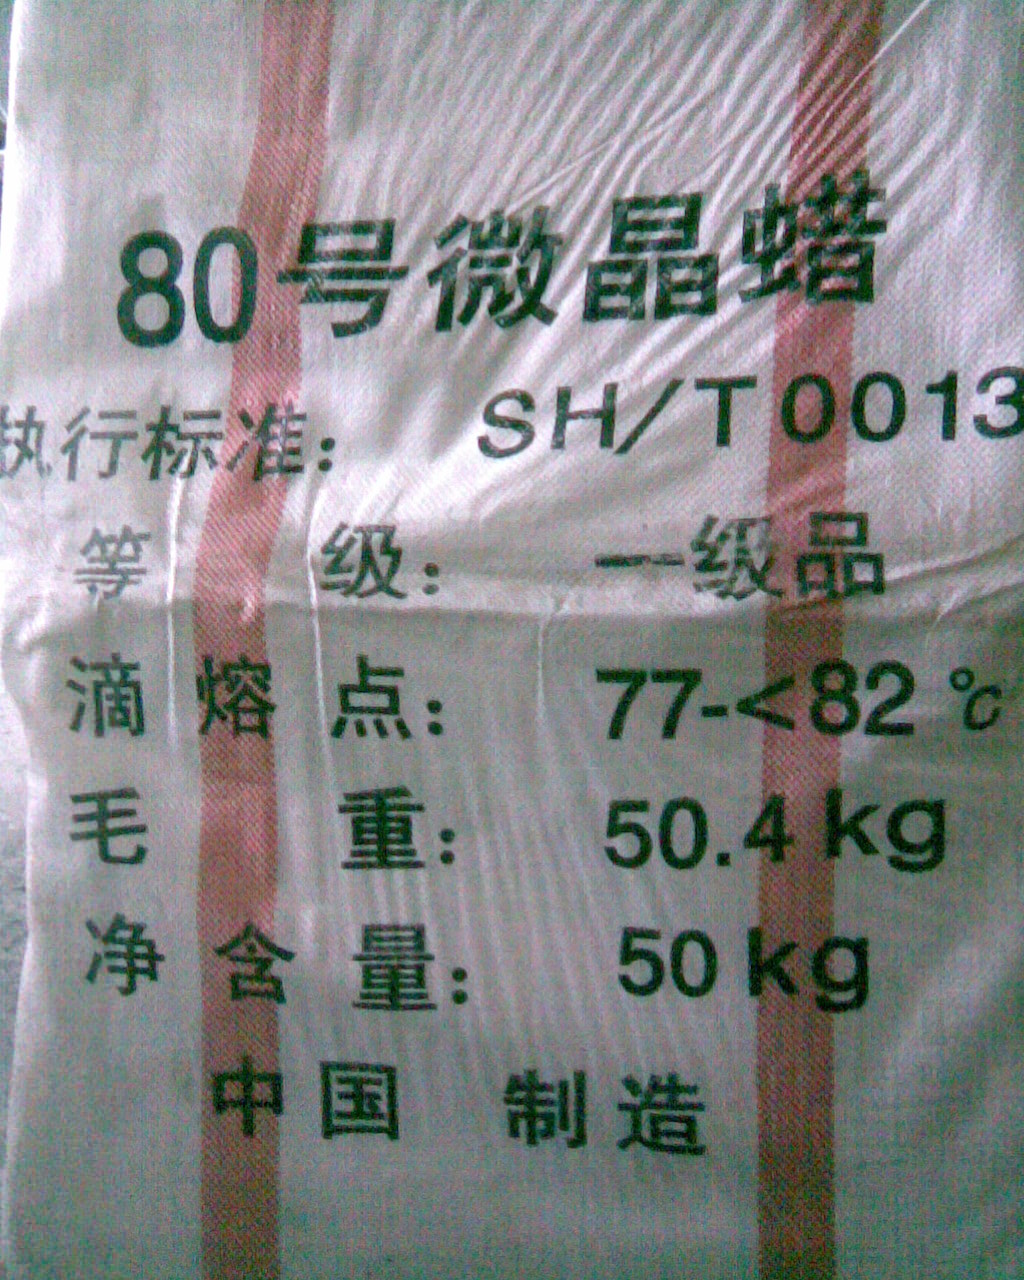 80号微晶蜡
执行标准: SH/T 0013
等级: 一级品
滴熔点: 77-<82 ℃
毛重: 50.4 kg
净含量: 50 kg
中国 制造